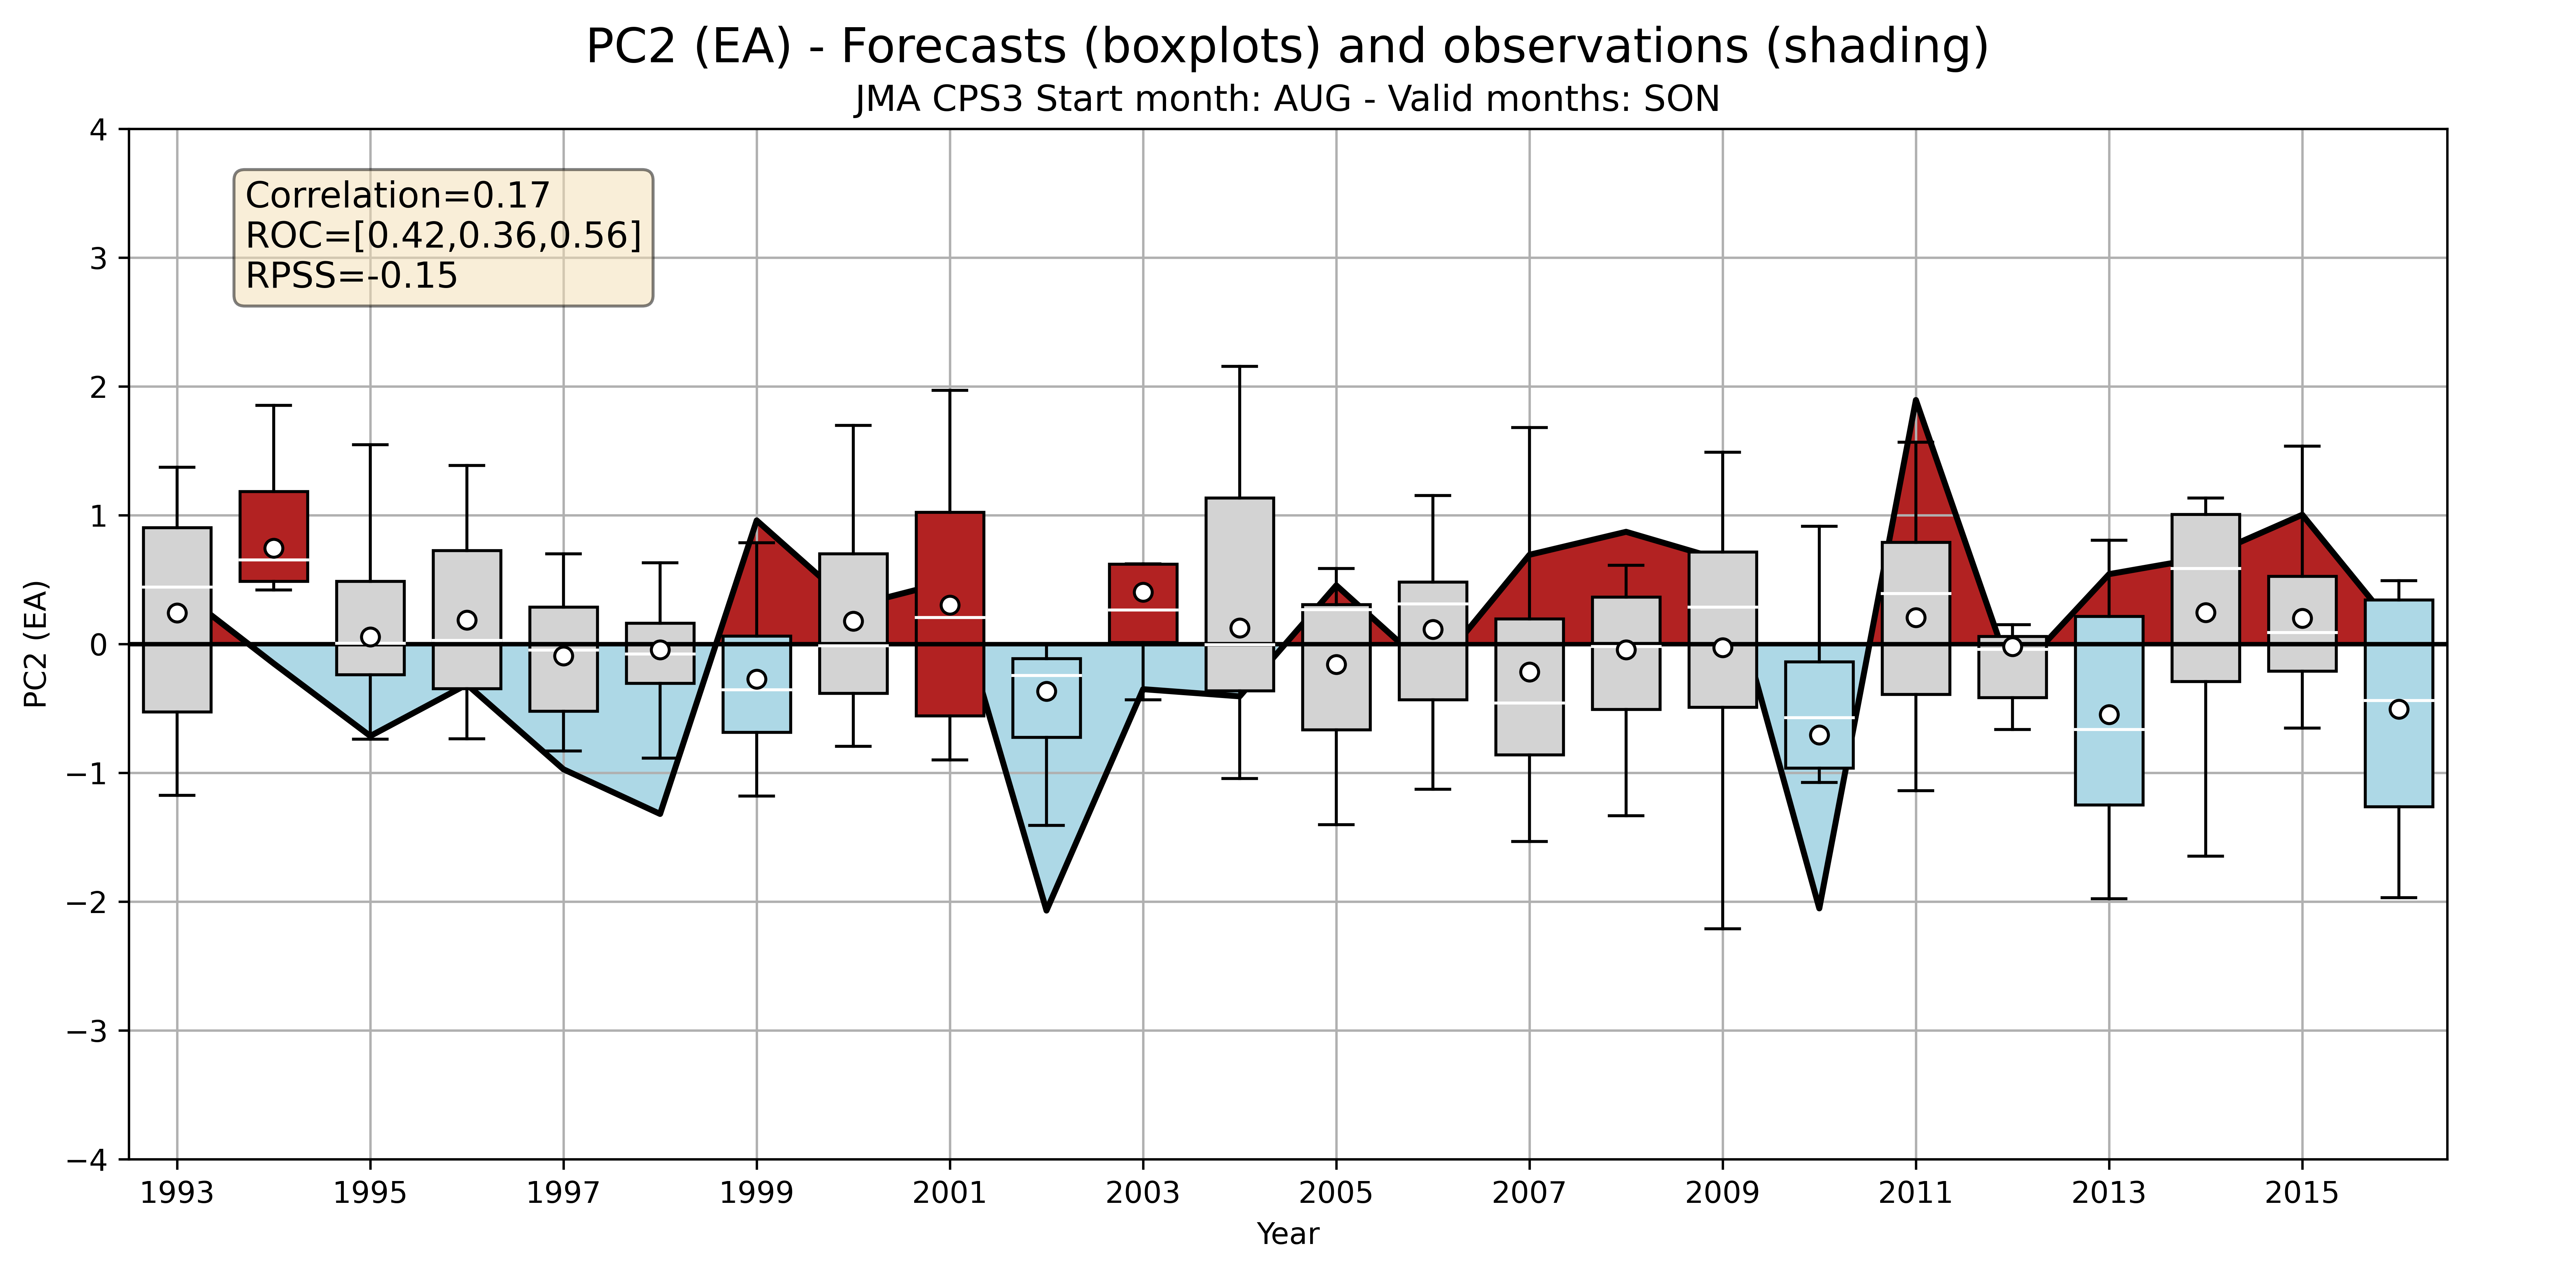 PC2 (EA) - Forecasts (boxplots) and observations (shading)
JMA CPS3 Start month: AUG - Valid months: SON
Correlation=0.17
ROC=[0.42,0.36,0.56]
RPSS=-0.15
PC2 (EA)
4
3
2
1
0
−1
−2
−3
−4
1993 1995 1997 1999 2001 2003 2005 2007 2009 2011 2013 2015
Year